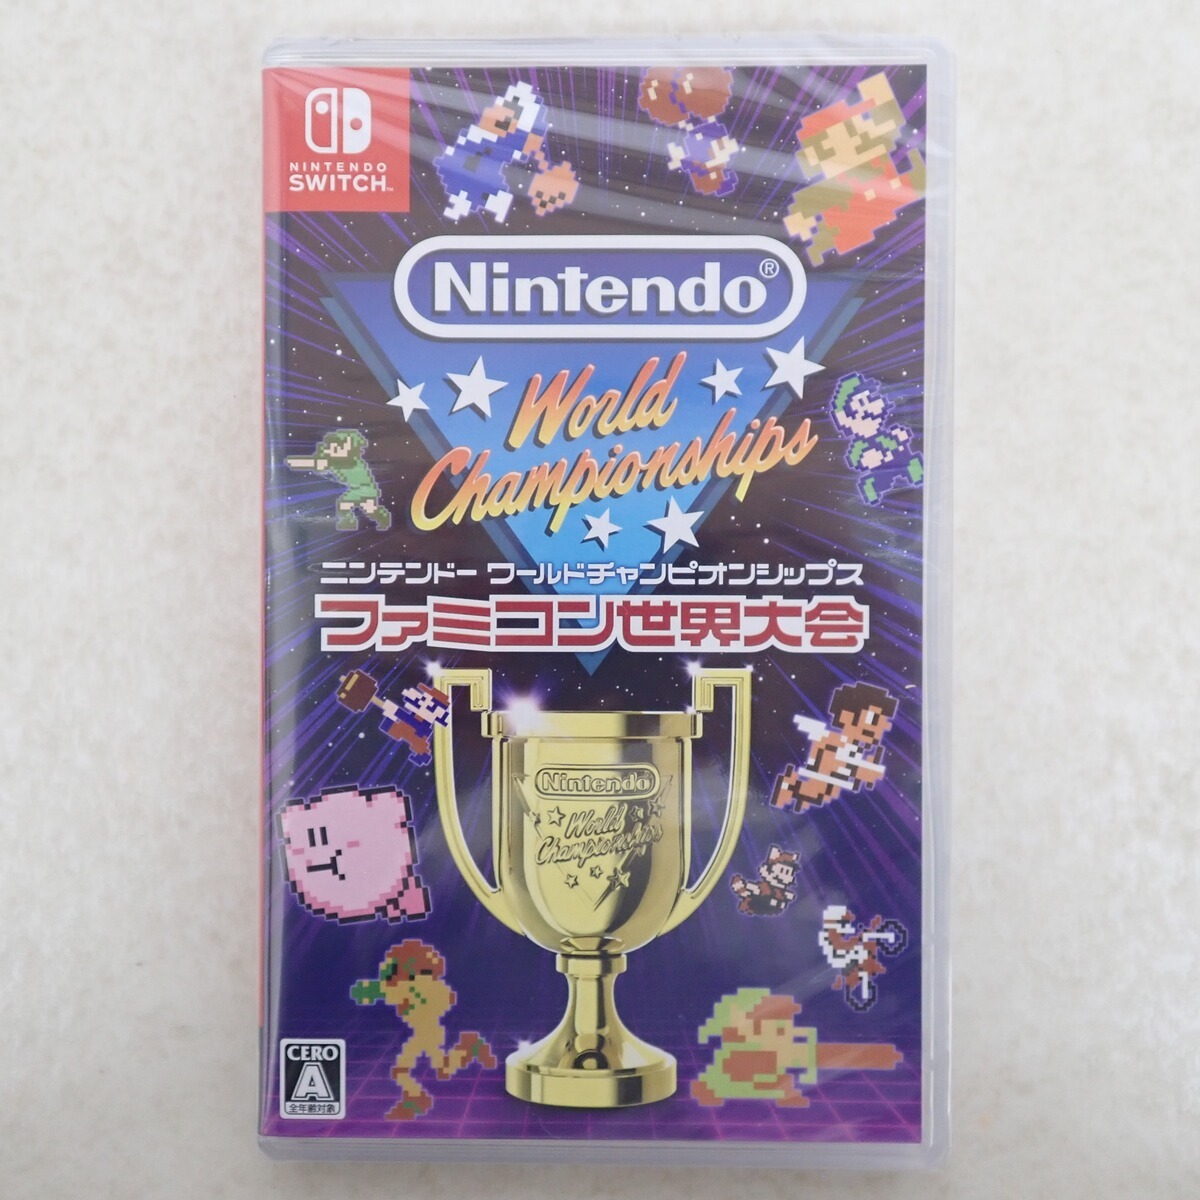 NINTENDO
SWITCH™
Nintendo®
World
Championships
ニンテンドー ワールドチャンピオンシップス
ファミコン世界大会
Nintendo
World
Championships
CERO
A
全年齢対象